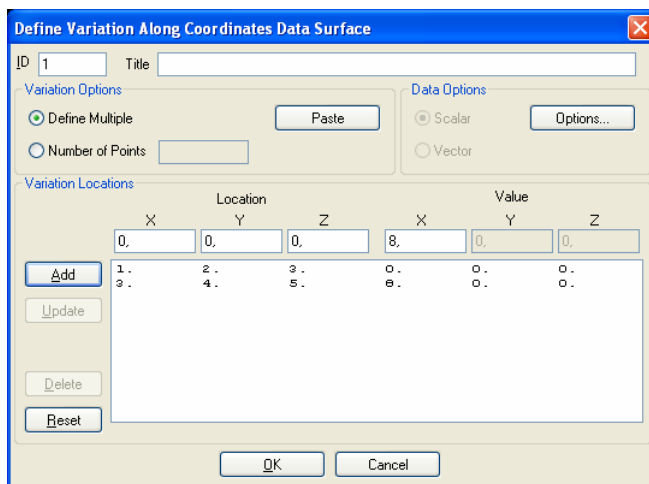 Define Variation Along Coordinates Data Surface
ID 1 Title
Variation Options
Define Multiple Paste
Number of Points
Data Options
Scalar Options...
Vector
Variation Locations
Location Value
X Y Z X Y Z
0, 0, 0, 8, 0, 0,
Add
1. 2. 3. 0. 0. 0.
3. 4. 5. 8. 0. 0.
Update
Delete
Reset
OK Cancel